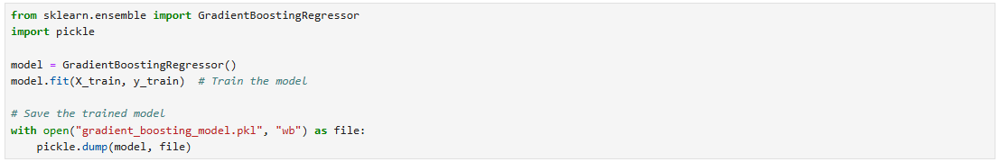 from sklearn.ensemble import GradientBoostingRegressor
import pickle
model = GradientBoostingRegressor()
model.fit(X_train, y_train)  # Train the model
# Save the trained model
with open("gradient_boosting_model.pkl", "wb") as file:
    pickle.dump(model, file)